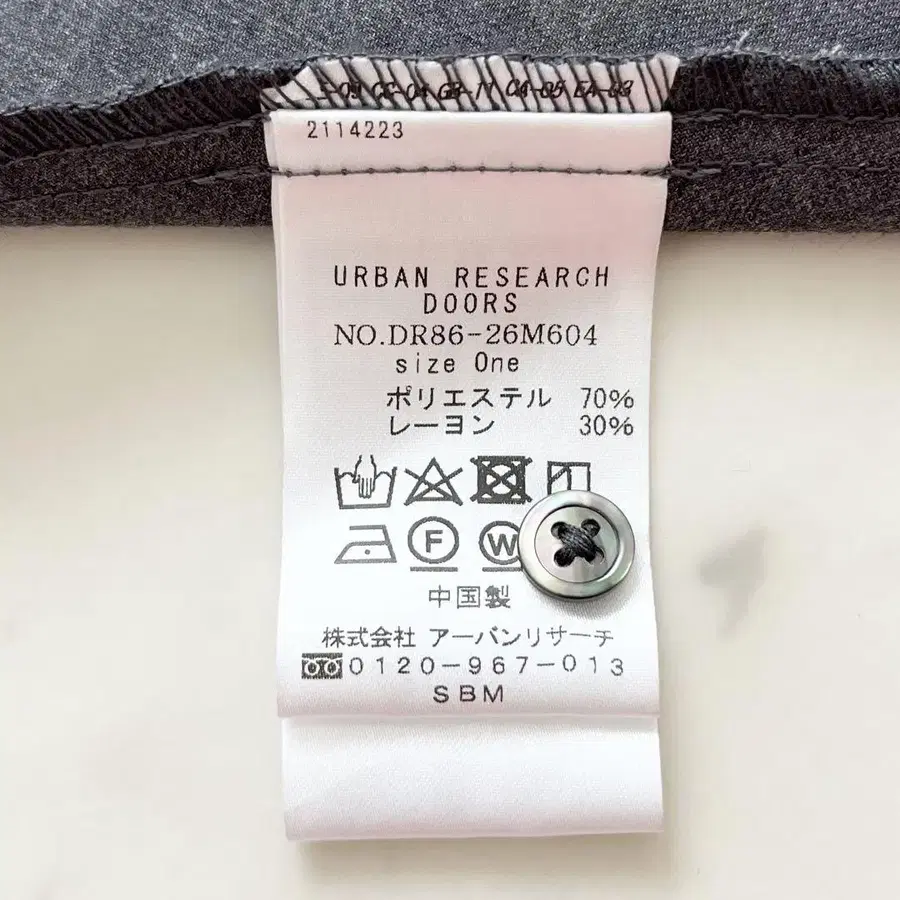 2114223
URBAN RESEARCH
DOORS
NO.DR86-26M604
size One
ポリエステル 70%
レーヨン 30%
F W
中国製
株式会社 アーバンリサーチ
0120-967-013
SBM